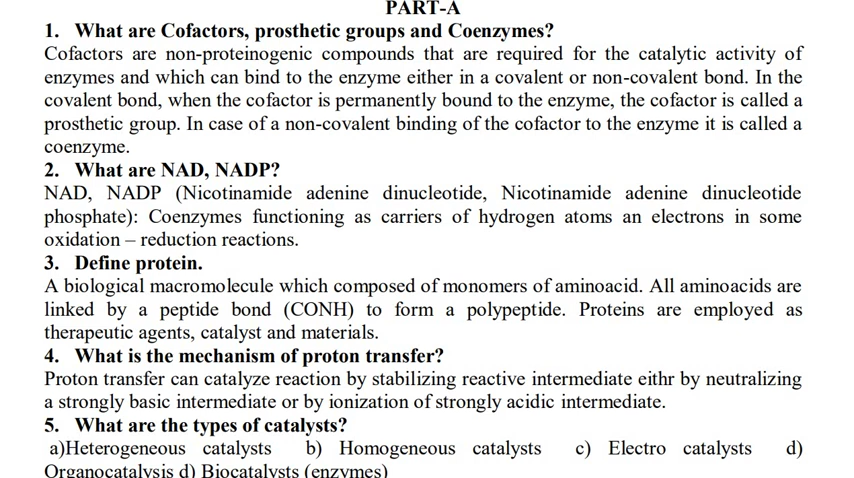 PART-A
1. What are Cofactors, prosthetic groups and Coenzymes?
Cofactors are non-proteinogenic compounds that are required for the catalytic activity of
enzymes and which can bind to the enzyme either in a covalent or non-covalent bond. In the
covalent bond, when the cofactor is permanently bound to the enzyme, the cofactor is called a
prosthetic group. In case of a non-covalent binding of the cofactor to the enzyme it is called a
coenzyme.
2. What are NAD, NADP?
NAD, NADP (Nicotinamide adenine dinucleotide, Nicotinamide adenine dinucleotide
phosphate): Coenzymes functioning as carriers of hydrogen atoms an electrons in some
oxidation – reduction reactions.
3. Define protein.
A biological macromolecule which composed of monomers of aminoacid. All aminoacids are
linked by a peptide bond (CONH) to form a polypeptide. Proteins are employed as
therapeutic agents, catalyst and materials.
4. What is the mechanism of proton transfer?
Proton transfer can catalyze reaction by stabilizing reactive intermediate eithr by neutralizing
a strongly basic intermediate or by ionization of strongly acidic intermediate.
5. What are the types of catalysts?
a)Heterogeneous catalysts b) Homogeneous catalysts c) Electro catalysts d)
Organocatalysis d) Biocatalysts (enzymes)